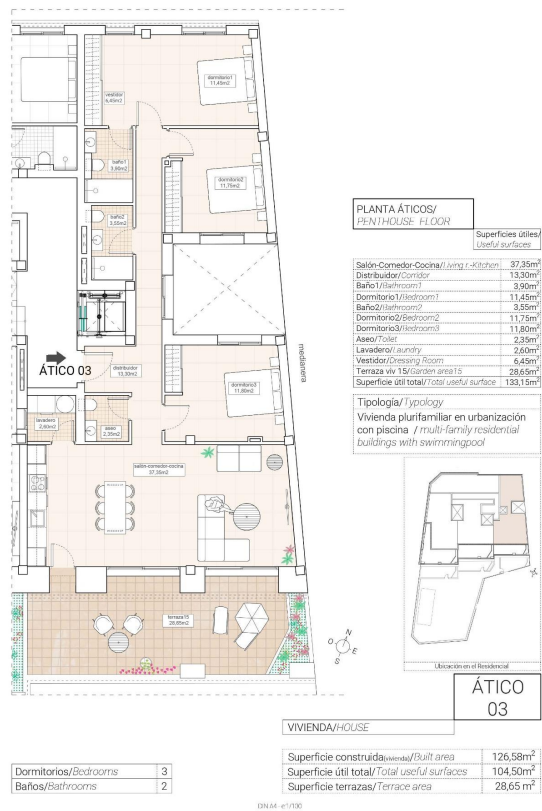 dormitorio1
11,45m2
vestidor
6,45m2
baño1
3,90m2
dormitorio2
11,75m2
baño2
3,55m2
PLANTA ÁTICOS/
PENTHOUSE FLOOR
Superficies útiles/
Useful surfaces
Salón-Comedor-Cocina/Living r.-Kitchen 37,35m²
Distribuidor/Corridor 13,30m²
Baño1/Bathroom1 3,90m²
Dormitorio1/Bedroom1 11,45m²
Baño2/Bathroom2 3,55m²
Dormitorio2/Bedroom2 11,75m²
Dormitorio3/Bedroom3 11,80m²
Aseo/Toilet 2,35m²
Lavadero/Laundry 2,60m²
Vestidor/Dressing Room 6,45m²
Terraza viv 15/Garden area15 28,65m²
Superficie útil total/Total useful surface 133,15m²
medianera
ÁTICO 03
distribuidor
13,30m2
dormitorio3
11,80m2
Tipología/Typology
Vivienda plurifamiliar en urbanización
con piscina / multi-family residential
buildings with swimmingpool
lavadero
2,60m2
aseo
2,35m2
salón-comedor-cocina
37,35m2
terraza15
28,65m2
N
O
E
S
Ubicación en el Residencial
ÁTICO
03
VIVIENDA/HOUSE
Superficie construida(vivienda)/Built area 126,58m²
Superficie útil total/Total useful surfaces 104,50m²
Superficie terrazas/Terrace area 28,65 m²
Dormitorios/Bedrooms 3
Baños/Bathrooms 2
DIN A4 - e1/100